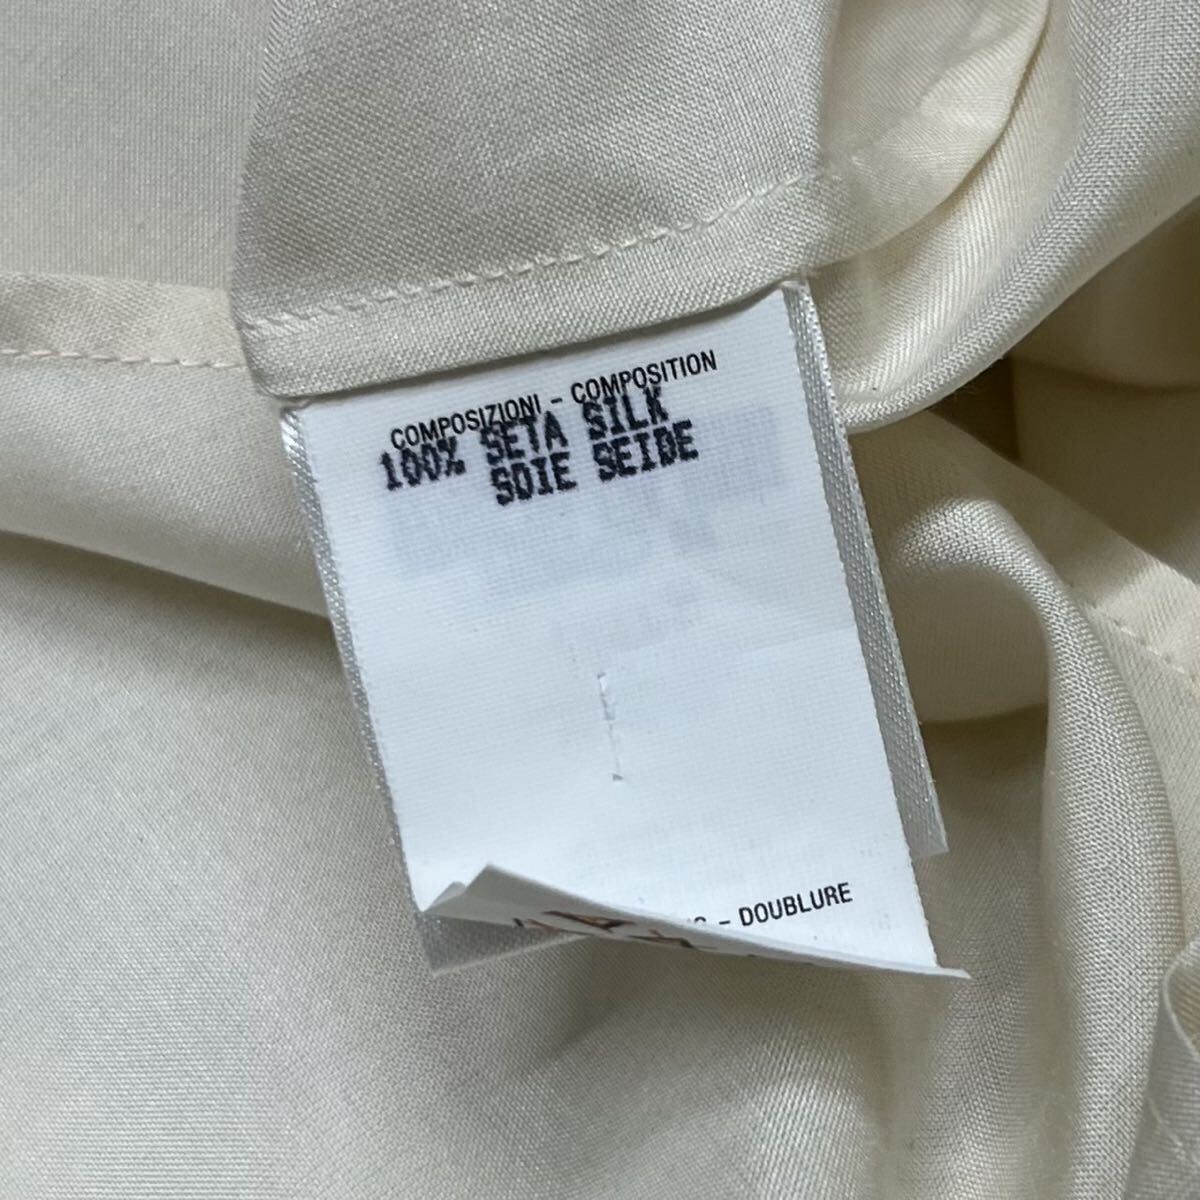 COMPOSIZIONI - COMPOSITION
100% SETA SILK
SOIE SEIDE
- DOUBLURE